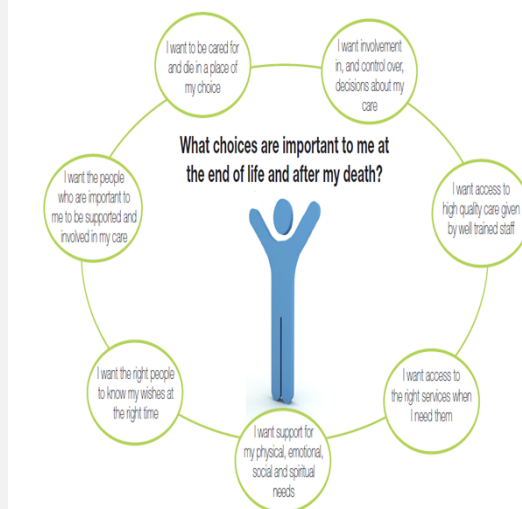 What choices are important to me at
the end of life and after my death?
I want to be cared for
and die in a place of
my choice
I want involvement
in, and control over,
decisions about my
care
I want access to
high quality care given
by well trained staff
I want access to
the right services when
I need them
I want support for
my physical, emotional,
social and spiritual
needs
I want the right people
to know my wishes at
the right time
I want the people
who are important to
me to be supported and
involved in my care